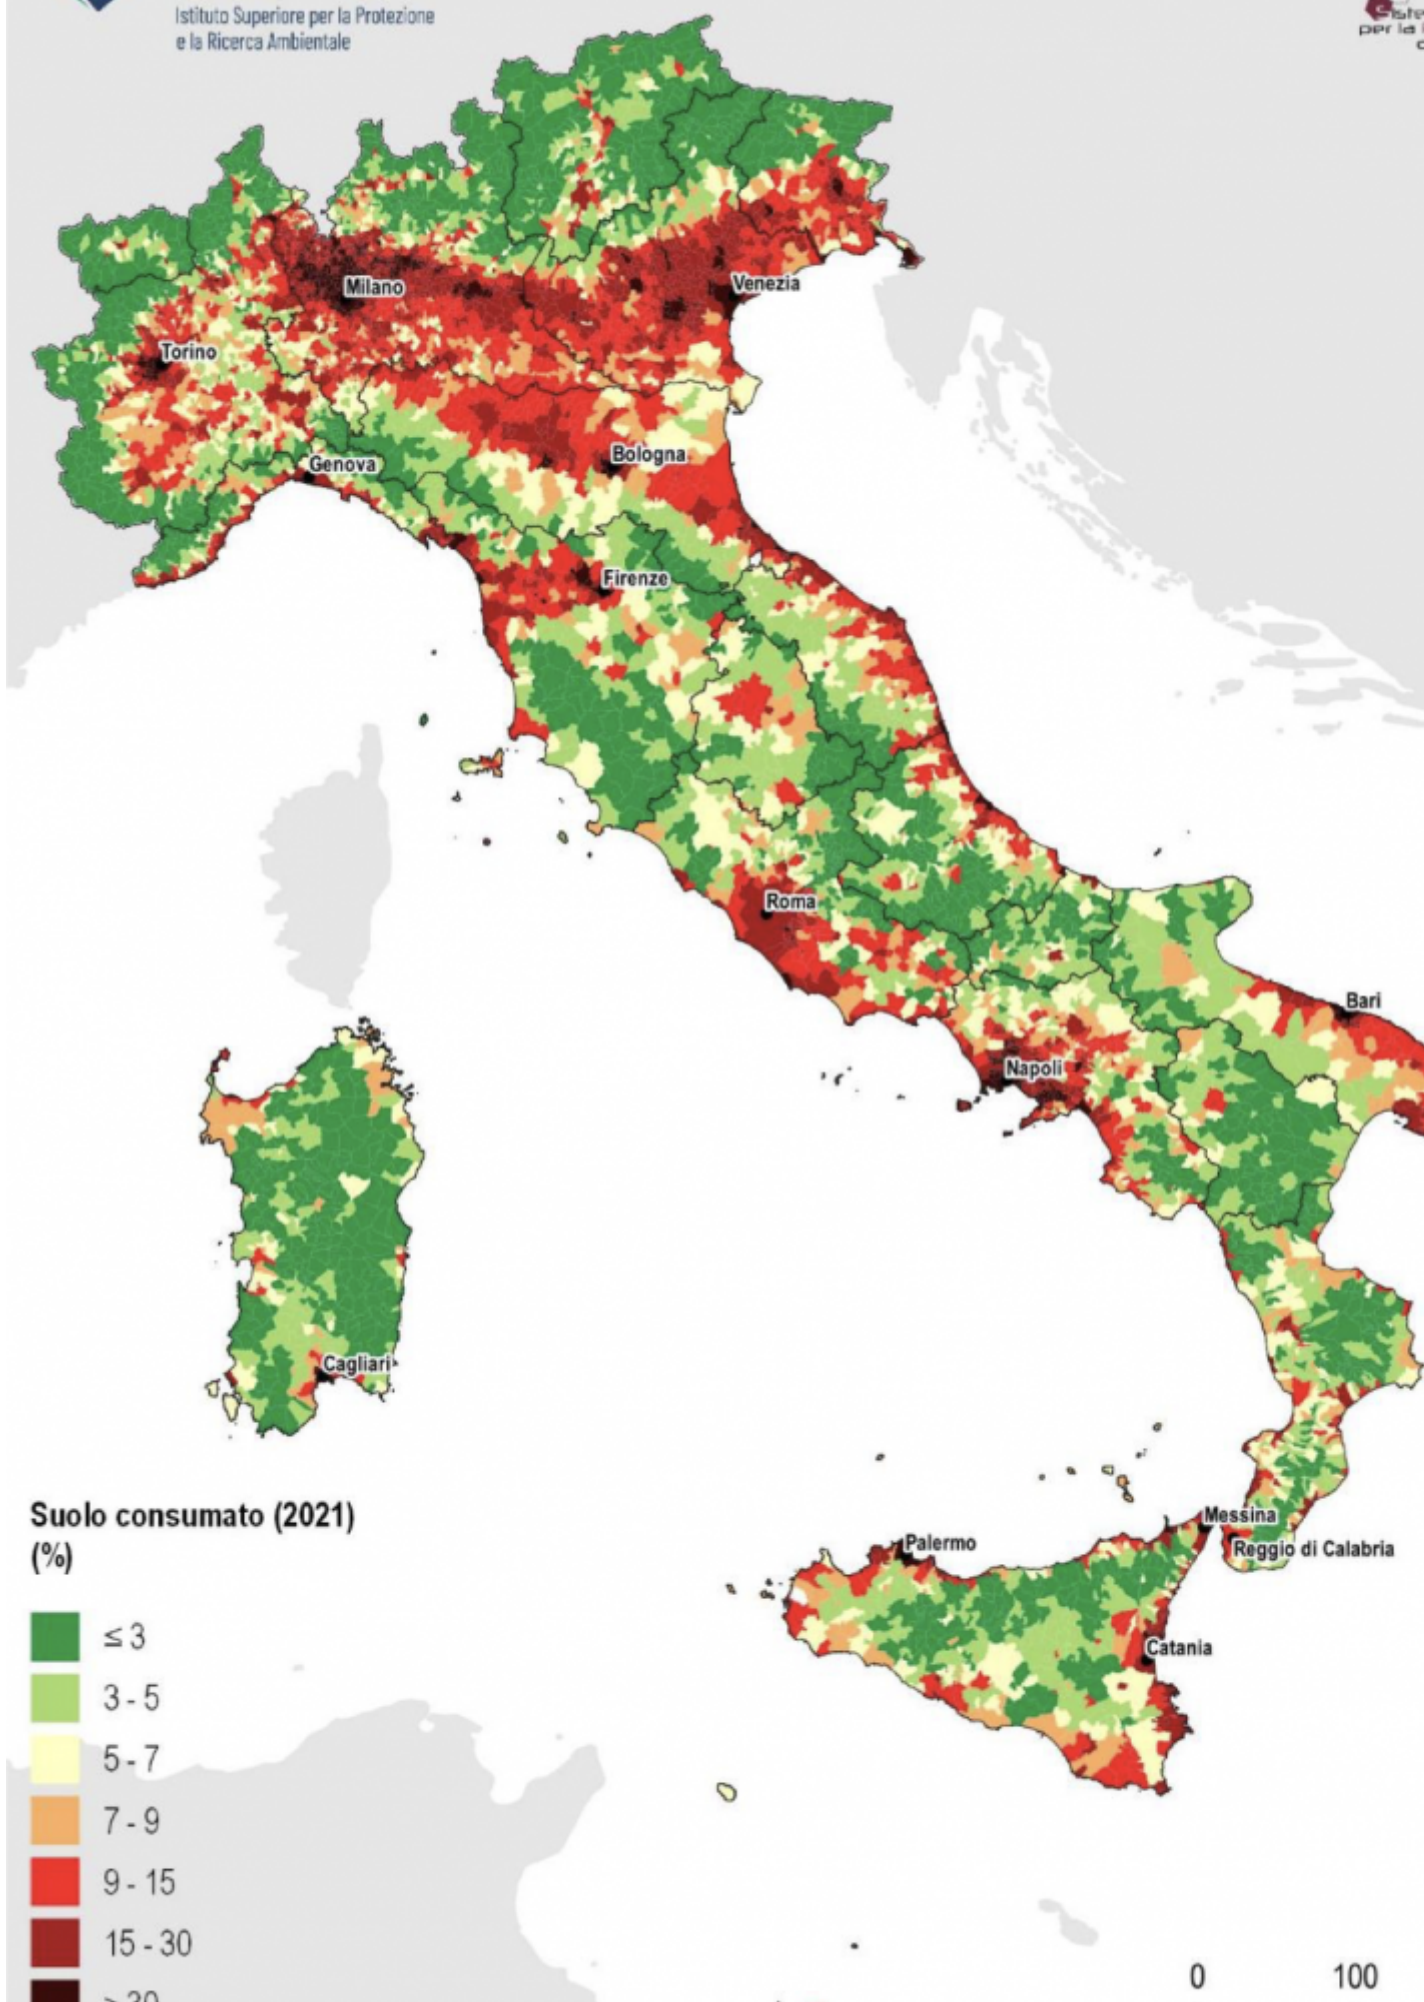 Istituto Superiore per la Protezione
e la Ricerca Ambientale
per la
Milano
Venezia
Torino
Bologna
Genova
Firenze
Roma
Bari
Napoli
Cagliari
Messina
Palermo
Reggio di Calabria
Catania
Suolo consumato (2021)
(%)
≤ 3
3 - 5
5 - 7
7 - 9
9 - 15
15 - 30
0 100